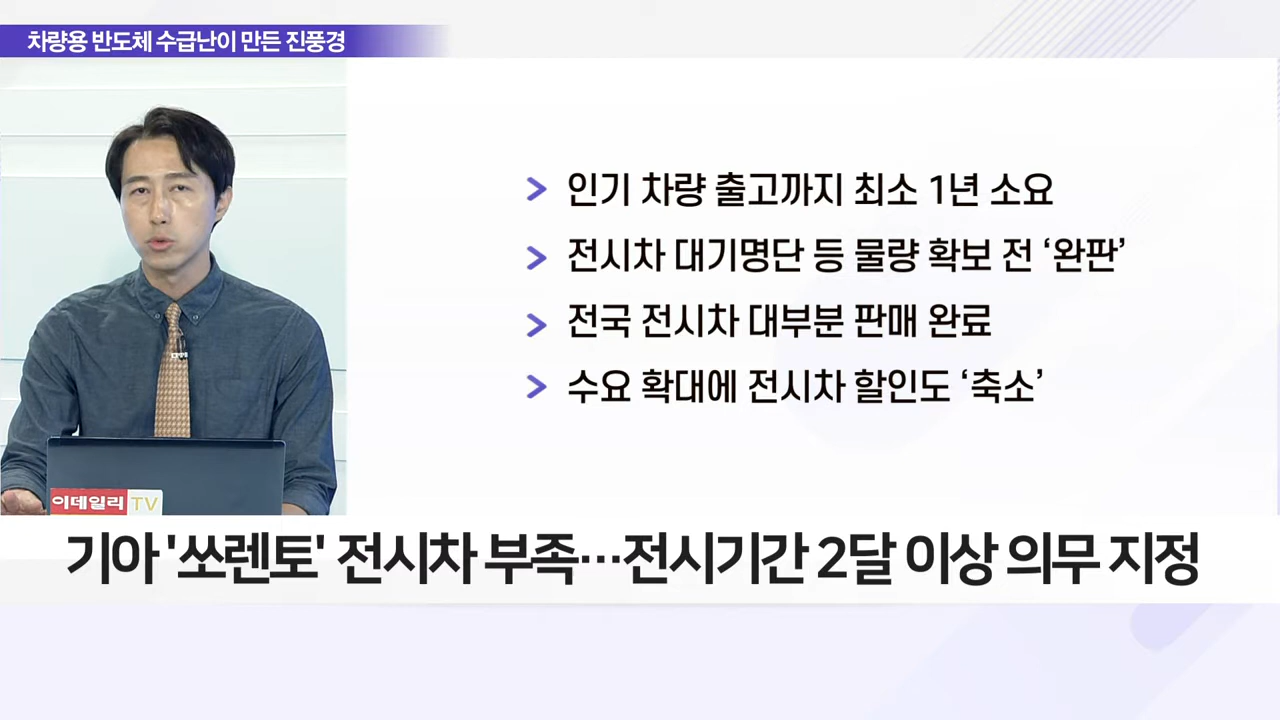 차량용 반도체 수급난이 만든 진풍경
> 인기 차량 출고까지 최소 1년 소요
> 전시차 대기명단 등 물량 확보 전 ‘완판’
> 전국 전시차 대부분 판매 완료
> 수요 확대에 전시차 할인도 ‘축소’
이데일리 TV
기아 '쏘렌토' 전시차 부족…전시기간 2달 이상 의무 지정